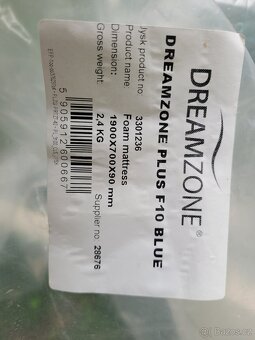 DREAMZONE®
DREAMZONE PLUS F10 BLUE
Jysk product no: 3301236
Product name: Foam mattress
Dimension: 1900X700X90 mm
Gross weight: 2,4 KG
Supplier no: 28676
5 905912 600667